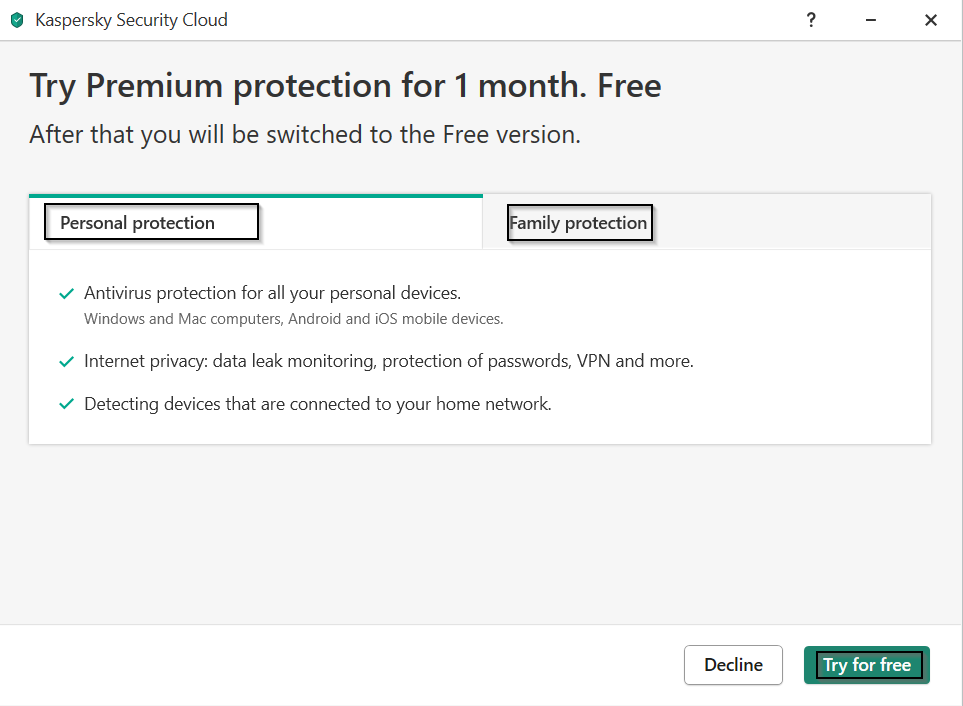 Kaspersky Security Cloud
?
Try Premium protection for 1 month. Free
After that you will be switched to the Free version.
Personal protection
Family protection
Antivirus protection for all your personal devices.
Windows and Mac computers, Android and iOS mobile devices.
Internet privacy: data leak monitoring, protection of passwords, VPN and more.
Detecting devices that are connected to your home network.
Decline
Try for free